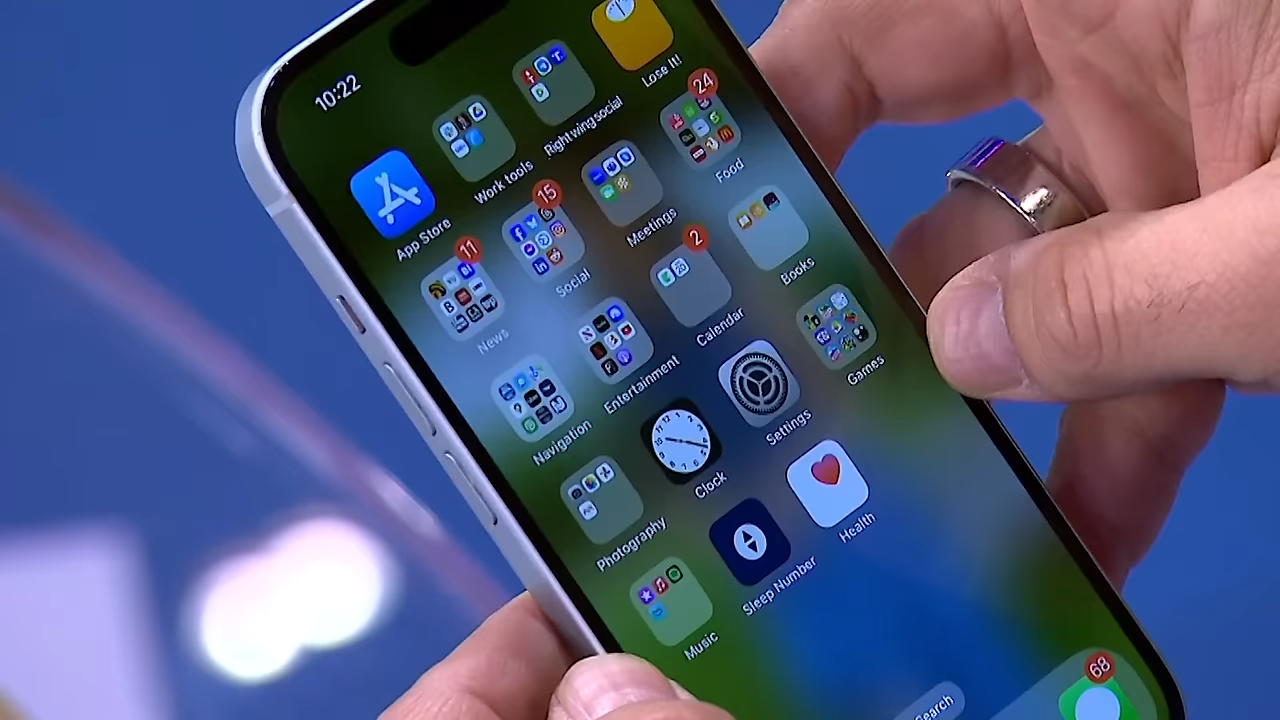 10:22
App Store
Work tools
Right wing social
Lose It!
11
News
15
Social
Meetings
24
Food
Navigation
Entertainment
2
Calendar
Books
Photography
Clock
Settings
Games
Music
Sleep Number
Health
Search
68